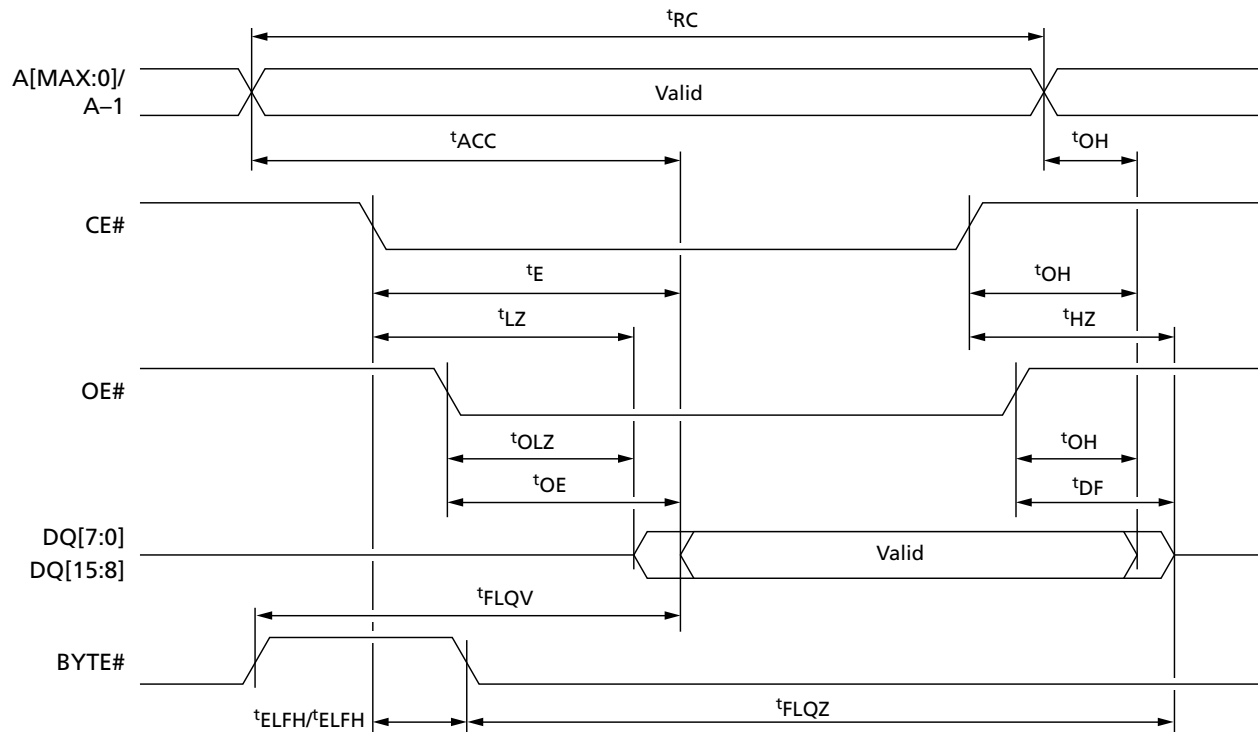 tRC
A[MAX:0]/
A–1
Valid
tACC
tOH
CE#
tE
tOH
tLZ
tHZ
OE#
tOLZ
tOH
tOE
tDF
DQ[7:0]
DQ[15:8]
Valid
tFLQV
BYTE#
tELFH/tELFH
tFLQZ